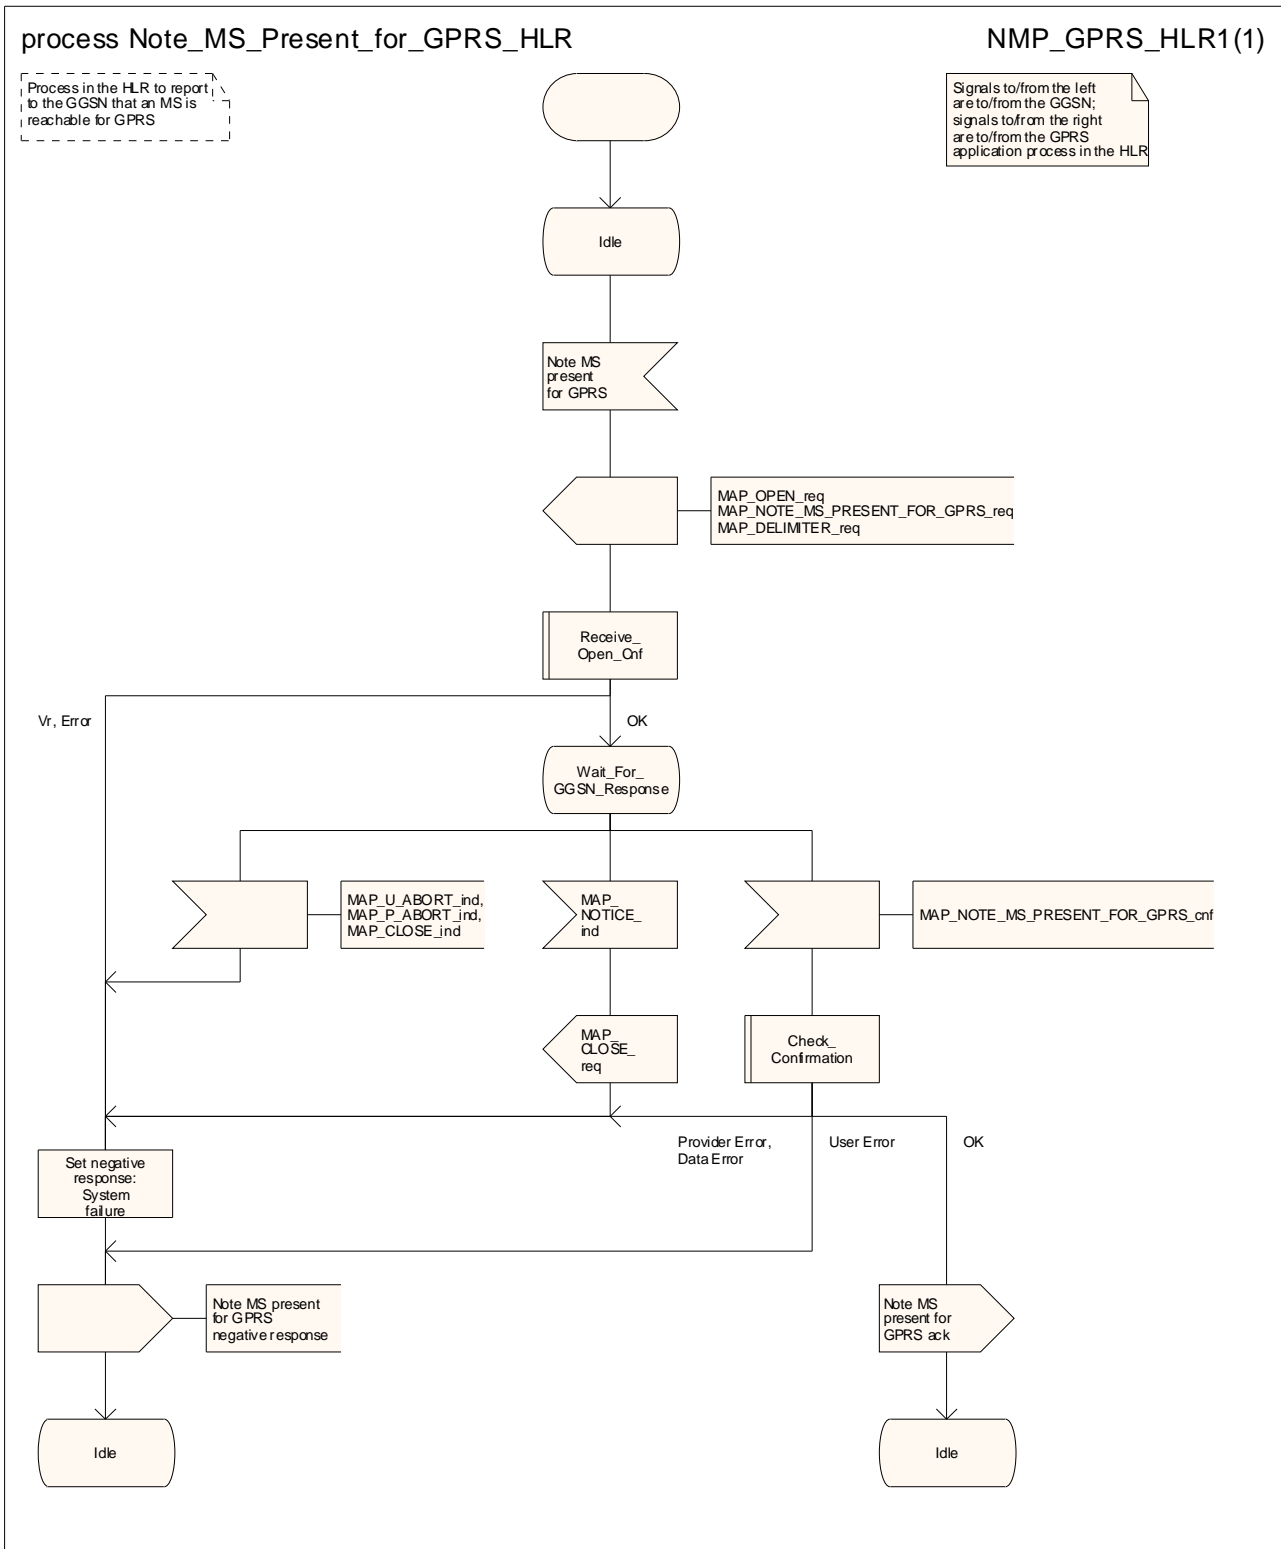 process Note_MS_Present_for_GPRS_HLR
NMP_GPRS_HLR1(1)
Process in the HLR to report
to the GGSN that an MS is
reachable for GPRS
Signals to/from the left
are to/from the GGSN;
signals to/from the right
are to/from the GPRS
application process in the HLR
Idle
Note MS
present
for GPRS
MAP_OPEN_req
MAP_NOTE_MS_PRESENT_FOR_GPRS_req
MAP_DELIMITER_req
Receive_
Open_Cnf
Vr, Error
OK
Wait_For_
GGSN_Response
MAP_U_ABORT_ind,
MAP_P_ABORT_ind,
MAP_CLOSE_ind
MAP_
NOTICE_
ind
MAP_NOTE_MS_PRESENT_FOR_GPRS_cnf
MAP_
CLOSE_
req
Check_
Confirmation
Provider Error,
Data Error
User Error
OK
Set negative
response:
System
failure
Note MS present
for GPRS
negative response
Note MS
present for
GPRS ack
Idle
Idle